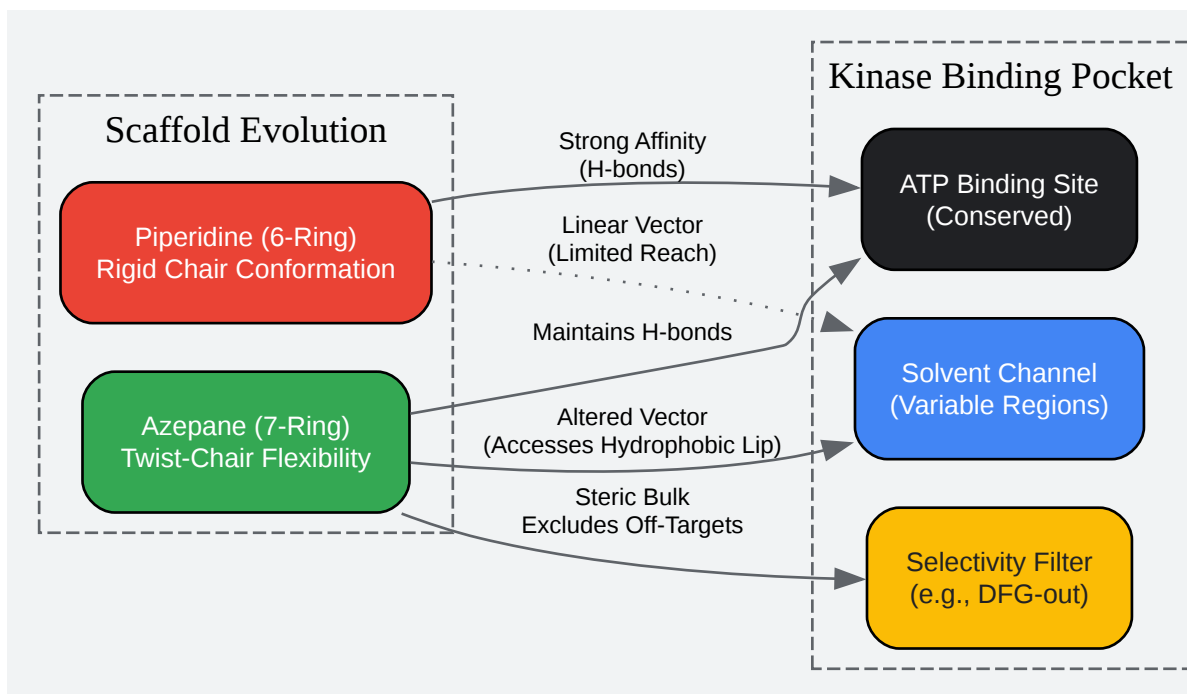 Scaffold Evolution
Piperidine (6-Ring)
Rigid Chair Conformation
Azepane (7-Ring)
Twist-Chair Flexibility
Strong Affinity
(H-bonds)
Linear Vector
(Limited Reach)
Maintains H-bonds
Altered Vector
(Accesses Hydrophobic Lip)
Steric Bulk
Excludes Off-Targets
Kinase Binding Pocket
ATP Binding Site
(Conserved)
Solvent Channel
(Variable Regions)
Selectivity Filter
(e.g., DFG-out)